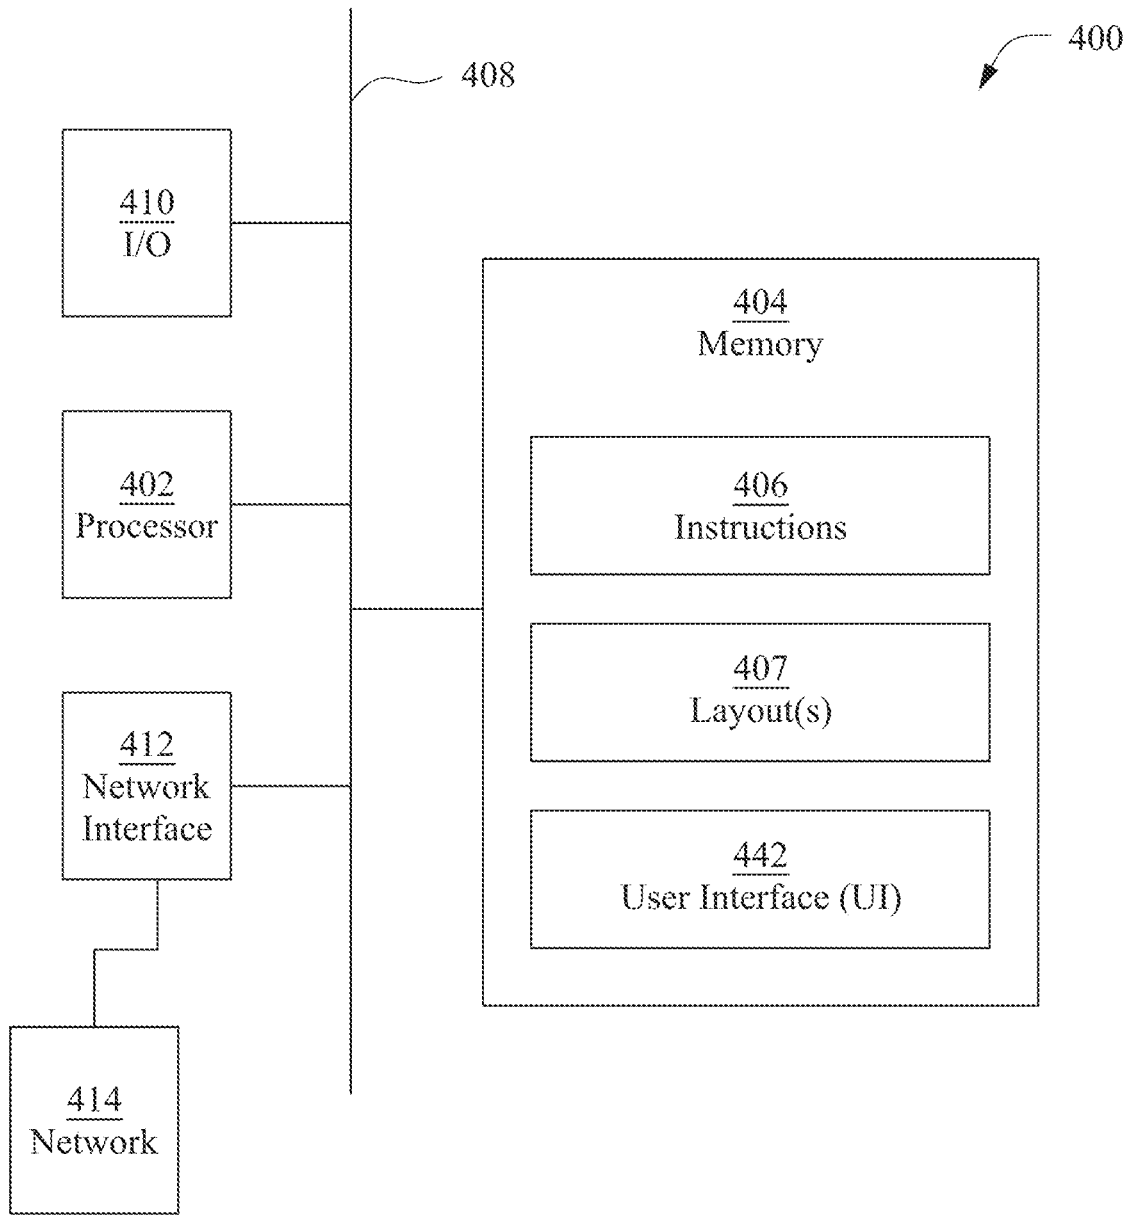 400
408
410
I/O
404
Memory
402
Processor
406
Instructions
407
Layout(s)
412
Network
Interface
442
User Interface (UI)
414
Network